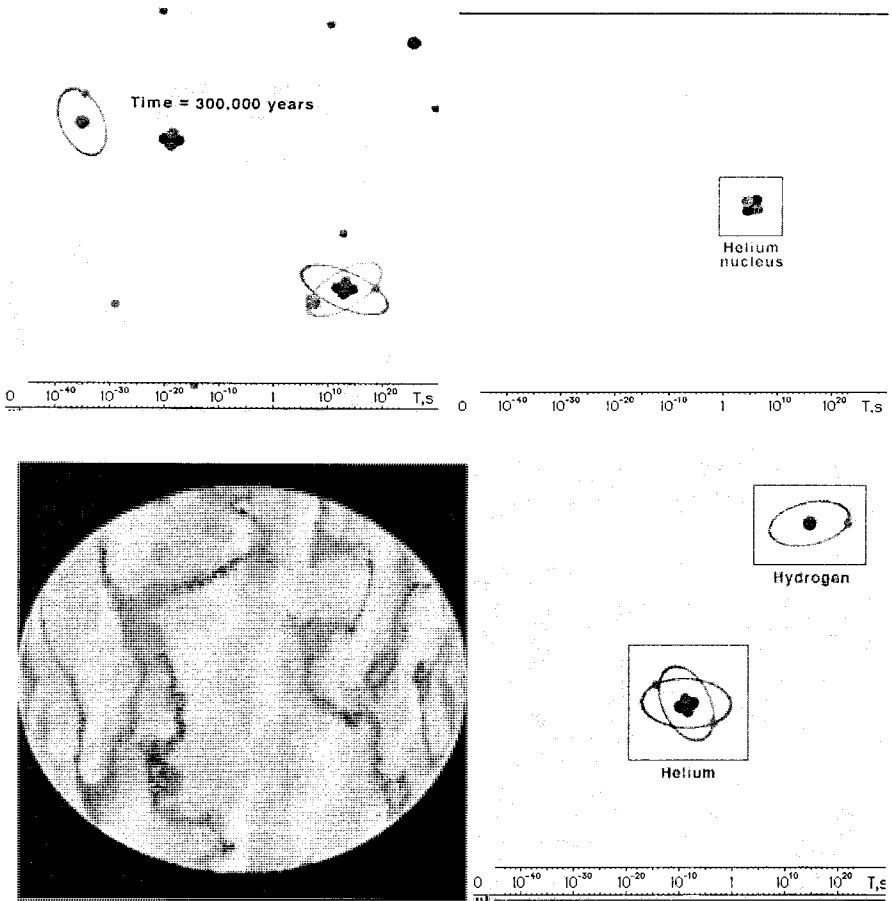 Time = 300,000 years
0 10⁻⁴⁰ 10⁻³⁰ 10⁻²⁰ 10⁻¹⁰ 1 10¹⁰ 10²⁰ T,s
Helium
nucleus
0 10⁻⁴⁰ 10⁻³⁰ 10⁻²⁰ 10⁻¹⁰ 1 10¹⁰ 10²⁰ T,s
Hydrogen
Helium
0 10⁻⁴⁰ 10⁻³⁰ 10⁻²⁰ 10⁻¹⁰ 1 10¹⁰ 10²⁰ T,s